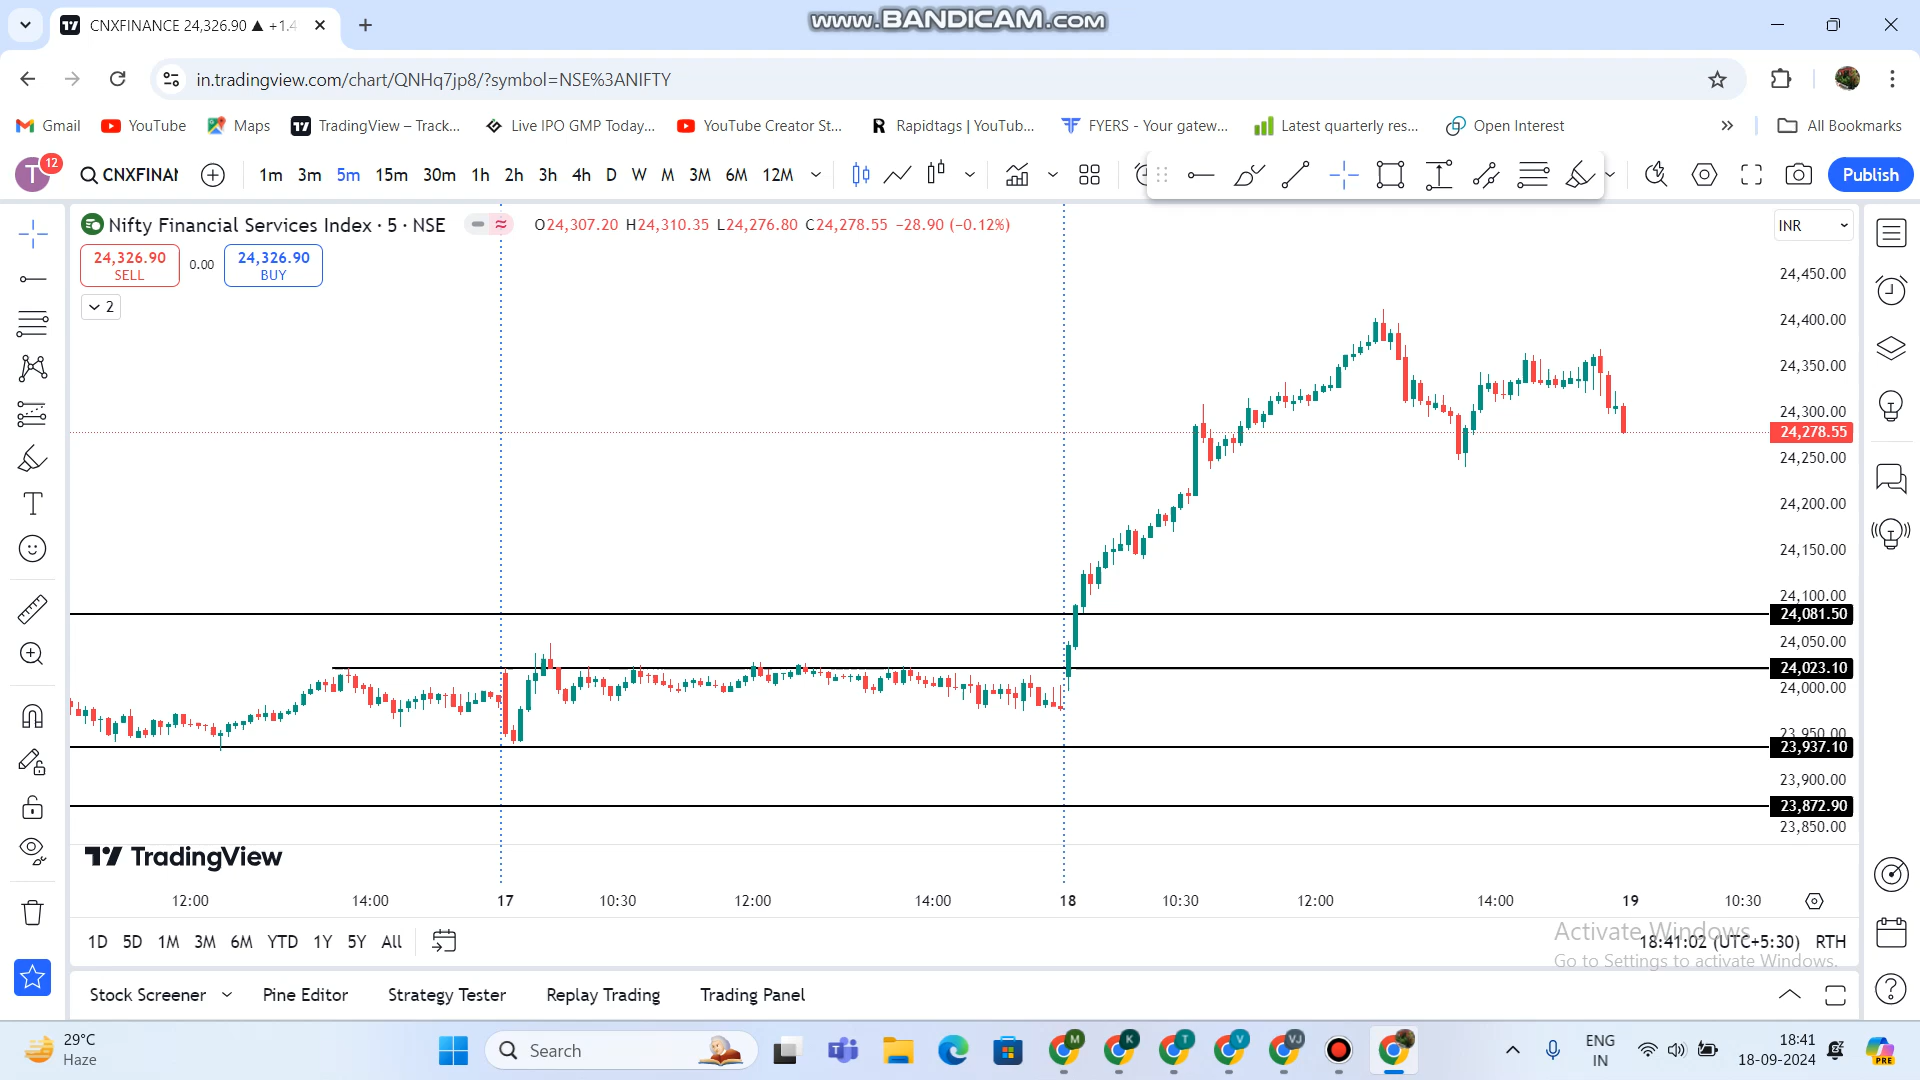 CNXFINANCE 24,326.90 ▲ +1.4
www.BANDICAM.com
in.tradingview.com/chart/QNHq7jp8/?symbol=NSE%3ANIFTY
Gmail YouTube Maps TradingView – Track... Live IPO GMP Today,... YouTube Creator St... Rapidtags | YouTub... FYERS - Your gatew... Latest quarterly res... Open Interest » All Bookmarks
T 12 CNXFINAN 1m 3m 5m 15m 30m 1h 2h 3h 4h D W M 3M 6M 12M Publish
Nifty Financial Services Index · 5 · NSE O24,307.20 H24,310.35 L24,276.80 C24,278.55 −28.90 (−0.12%) INR
24,326.90 SELL 0.00 24,326.90 BUY
2
24,450.00
24,400.00
24,350.00
24,300.00
24,278.55
24,250.00
24,200.00
24,150.00
24,100.00
24,081.50
24,050.00
24,023.10
24,000.00
23,950.00
23,937.10
23,900.00
23,872.90
23,850.00
TradingView
12:00 14:00 17 10:30 12:00 14:00 18 10:30 12:00 14:00 19 10:30
1D 5D 1M 3M 6M YTD 1Y 5Y All 18:41:02 (UTC+5:30) RTH
Activate Windows
Go to Settings to activate Windows.
Stock Screener Pine Editor Strategy Tester Replay Trading Trading Panel
29°C
Haze
Search
M K T V VJ
ENG
IN
18:41
18-09-2024
PRE